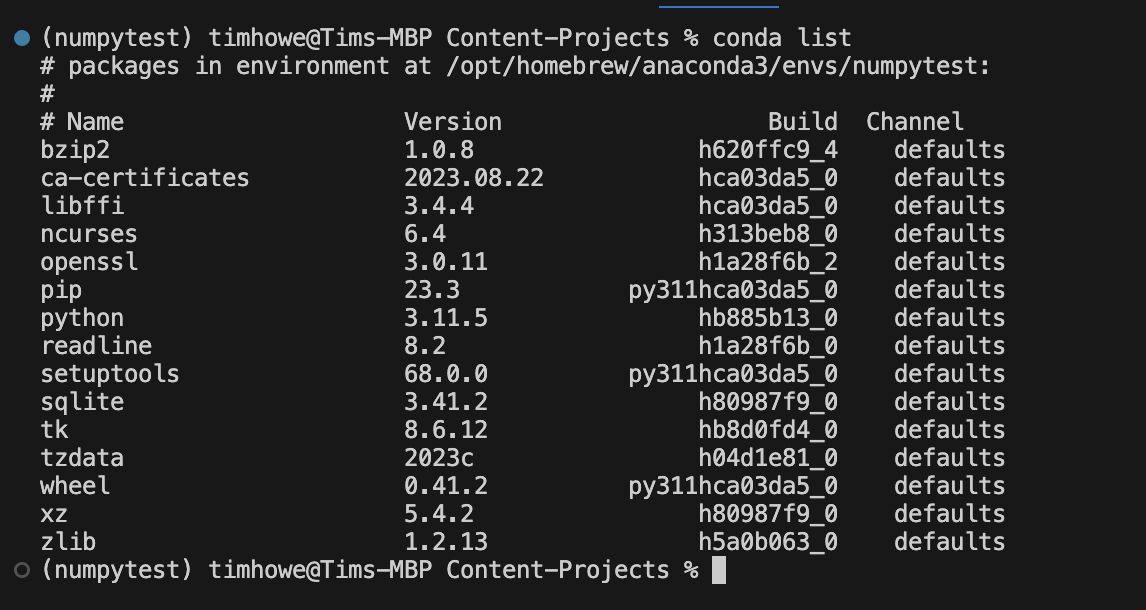 (numpytest) timhowe@Tims-MBP Content-Projects % conda list
# packages in environment at /opt/homebrew/anaconda3/envs/numpytest:
#
# Name                    Version                   Build  Channel
bzip2                     1.0.8                h620ffc9_4    defaults
ca-certificates           2023.08.22           hca03da5_0    defaults
libffi                    3.4.4                hca03da5_0    defaults
ncurses                   6.4                  h313beb8_0    defaults
openssl                   3.0.11               h1a28f6b_2    defaults
pip                       23.3            py311hca03da5_0    defaults
python                    3.11.5               hb885b13_0    defaults
readline                  8.2                  h1a28f6b_0    defaults
setuptools                68.0.0          py311hca03da5_0    defaults
sqlite                    3.41.2               h80987f9_0    defaults
tk                        8.6.12               hb8d0fd4_0    defaults
tzdata                    2023c                h04d1e81_0    defaults
wheel                     0.41.2          py311hca03da5_0    defaults
xz                        5.4.2                h80987f9_0    defaults
zlib                      1.2.13               h5a0b063_0    defaults
(numpytest) timhowe@Tims-MBP Content-Projects %